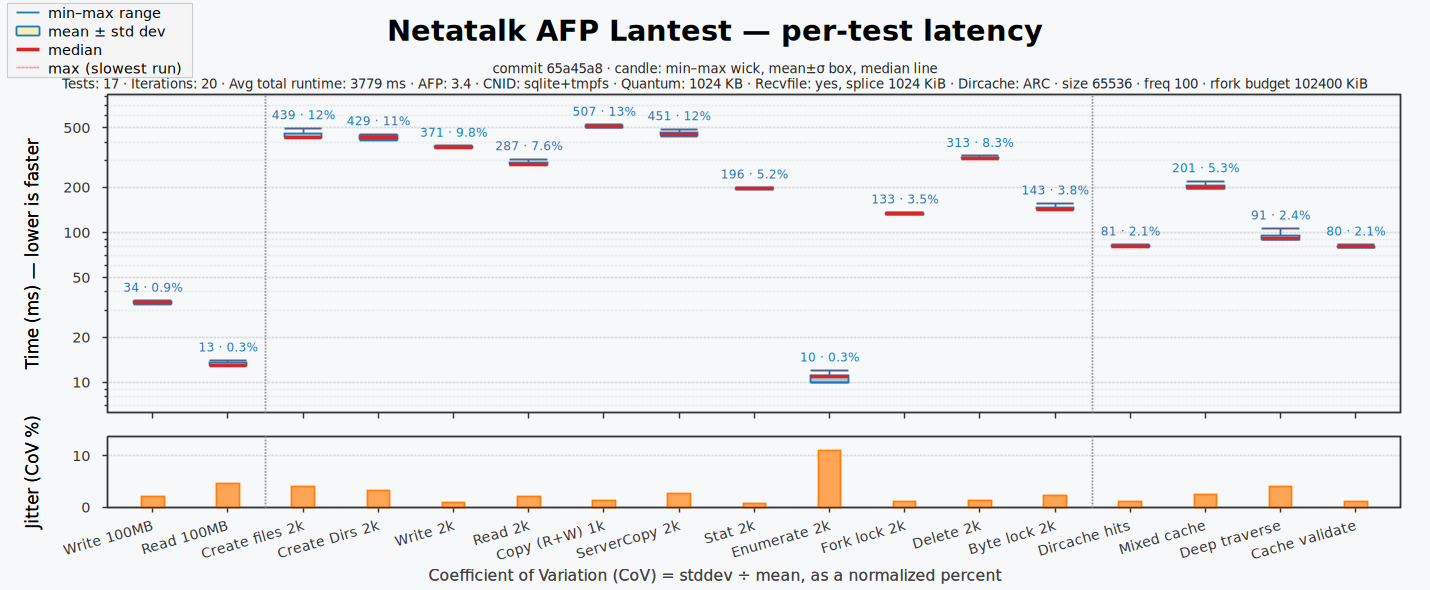 min–max range
mean ± std dev
median
max (slowest run)
Netatalk AFP Lantest — per-test latency
commit 65a45a8 · candle: min–max wick, mean±σ box, median line
Tests: 17 · Iterations: 20 · Avg total runtime: 3779 ms · AFP: 3.4 · CNID: sqlite+tmpfs · Quantum: 1024 KB · Recvfile: yes, splice 1024 KiB · Dircache: ARC · size 65536 · freq 100 · rfork budget 102400 KiB
Time (ms) — lower is faster
500
200
100
50
20
10
34 · 0.9%
13 · 0.3%
439 · 12%
429 · 11%
371 · 9.8%
287 · 7.6%
507 · 13%
451 · 12%
196 · 5.2%
10 · 0.3%
133 · 3.5%
313 · 8.3%
143 · 3.8%
81 · 2.1%
201 · 5.3%
91 · 2.4%
80 · 2.1%
Jitter (CoV %)
10
0
Write 100MB
Read 100MB
Create files 2k
Create Dirs 2k
Write 2k
Read 2k
Copy (R+W) 1k
ServerCopy 2k
Stat 2k
Enumerate 2k
Fork lock 2k
Delete 2k
Byte lock 2k
Dircache hits
Mixed cache
Deep traverse
Cache validate
Coefficient of Variation (CoV) = stddev ÷ mean, as a normalized percent